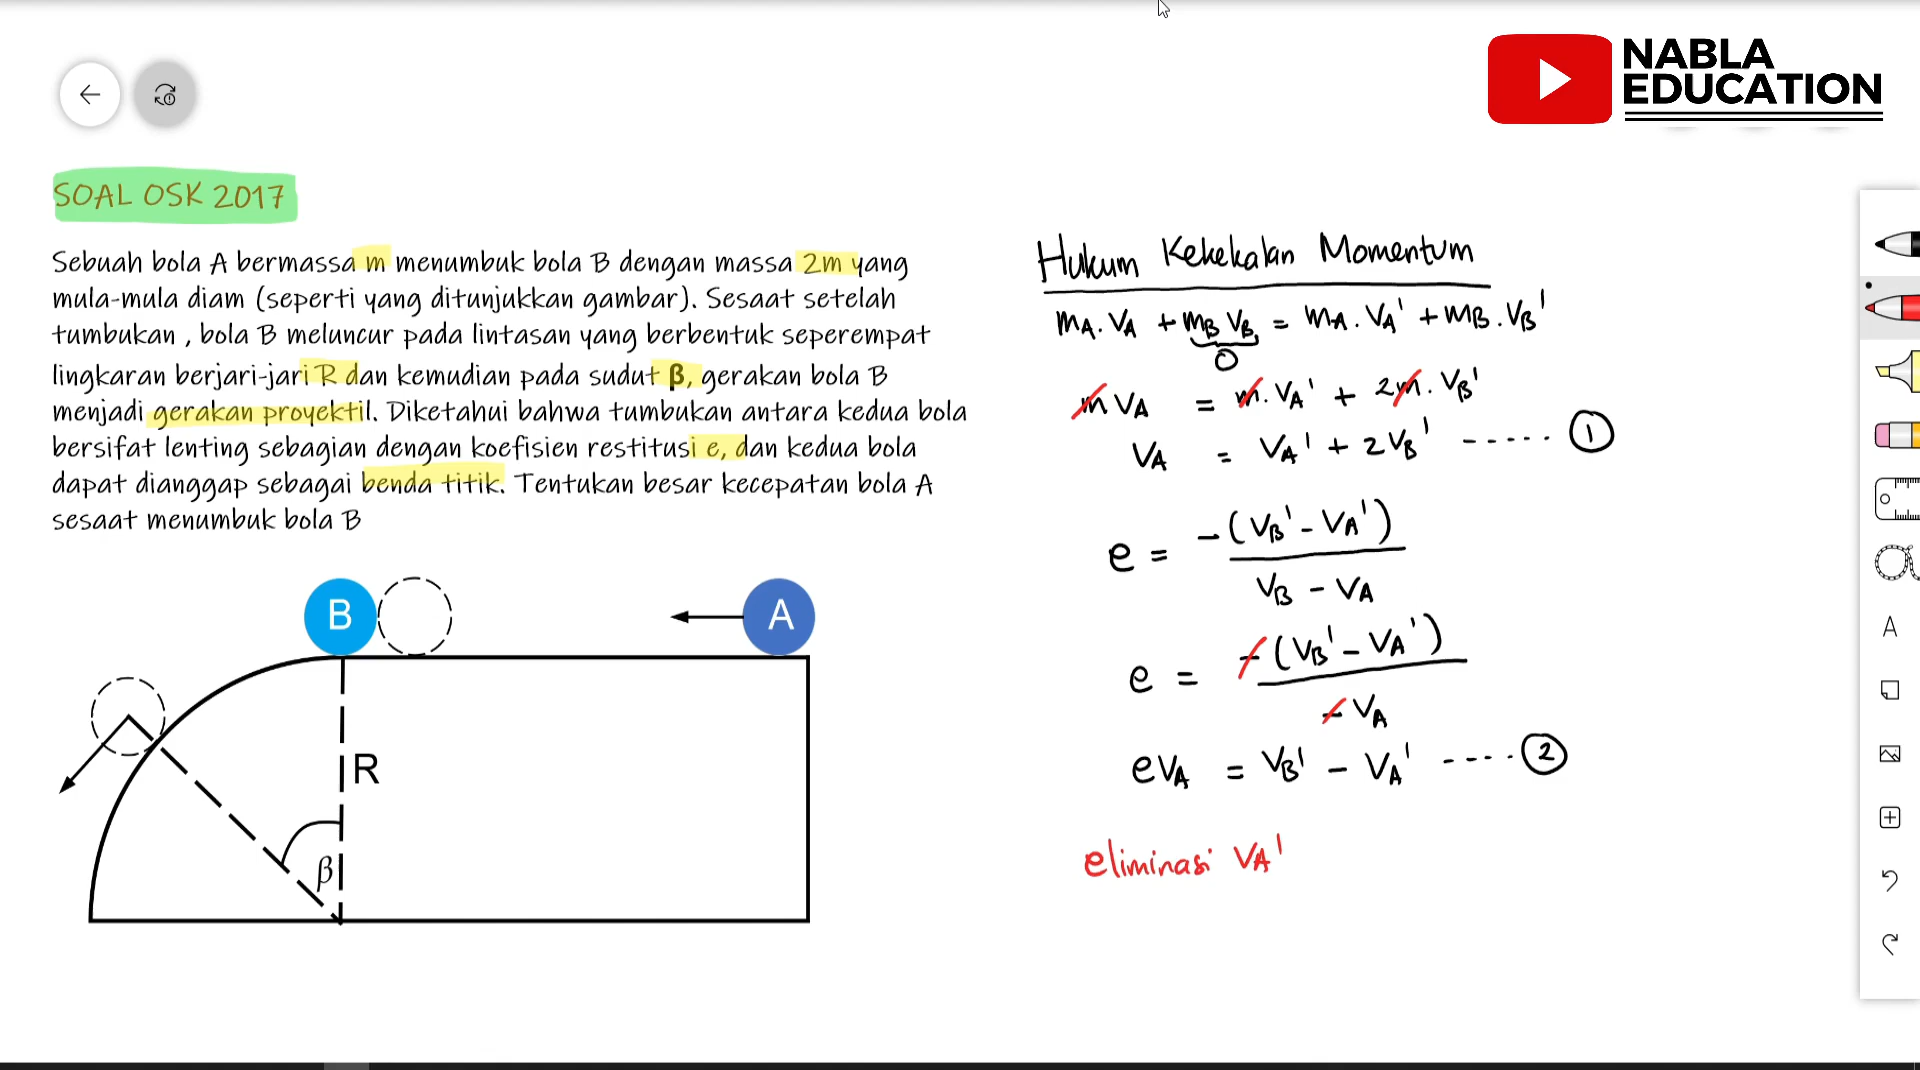 NABLA
EDUCATION
SOAL OSK 2017
Sebuah bola A bermassa m menumbuk bola B dengan massa 2m yang
mula-mula diam (seperti yang ditunjukkan gambar). Sesaat setelah
tumbukan , bola B meluncur pada lintasan yang berbentuk seperempat
lingkaran berjari-jari R dan kemudian pada sudut β, gerakan bola B
menjadi gerakan proyektil. Diketahui bahwa tumbukan antara kedua bola
bersifat lenting sebagian dengan koefisien restitusi e, dan kedua bola
dapat dianggap sebagai benda titik. Tentukan besar kecepatan bola A
sesaat menumbuk bola B
B
A
R
β
Hukum Kekekalan Momentum
mA . VA + mB VB = mA . VA' + mB . VB'
0
m VA = m . VA' + 2m . VB'
VA = VA' + 2 VB' ----- 1
e = -(VB' - VA')
VB - VA
e = -(VB' - VA')
- VA
eVA = VB' - VA' ---- 2
eliminasi VA'
A